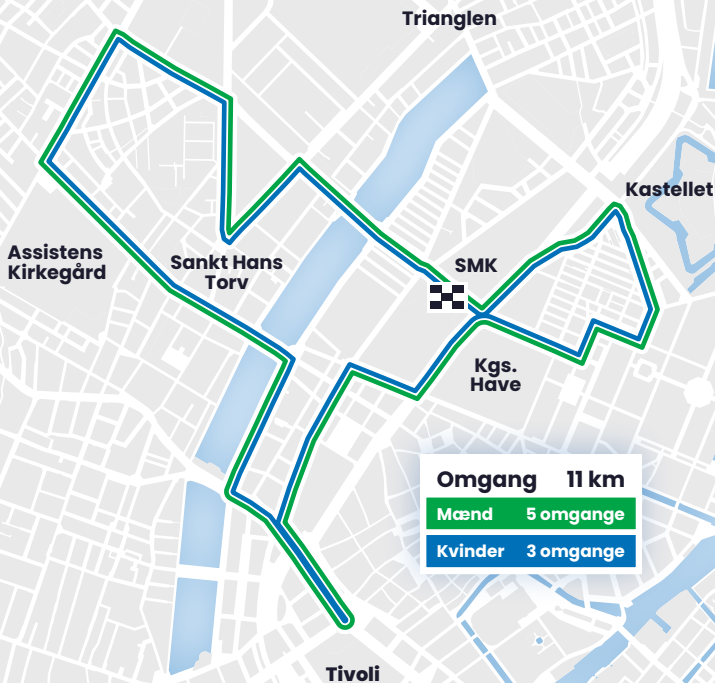 Trianglen
Kastellet
Assistens
Kirkegård
Sankt Hans
Torv
SMK
Kgs.
Have
Omgang 11 km
Mænd 5 omgange
Kvinder 3 omgange
Tivoli